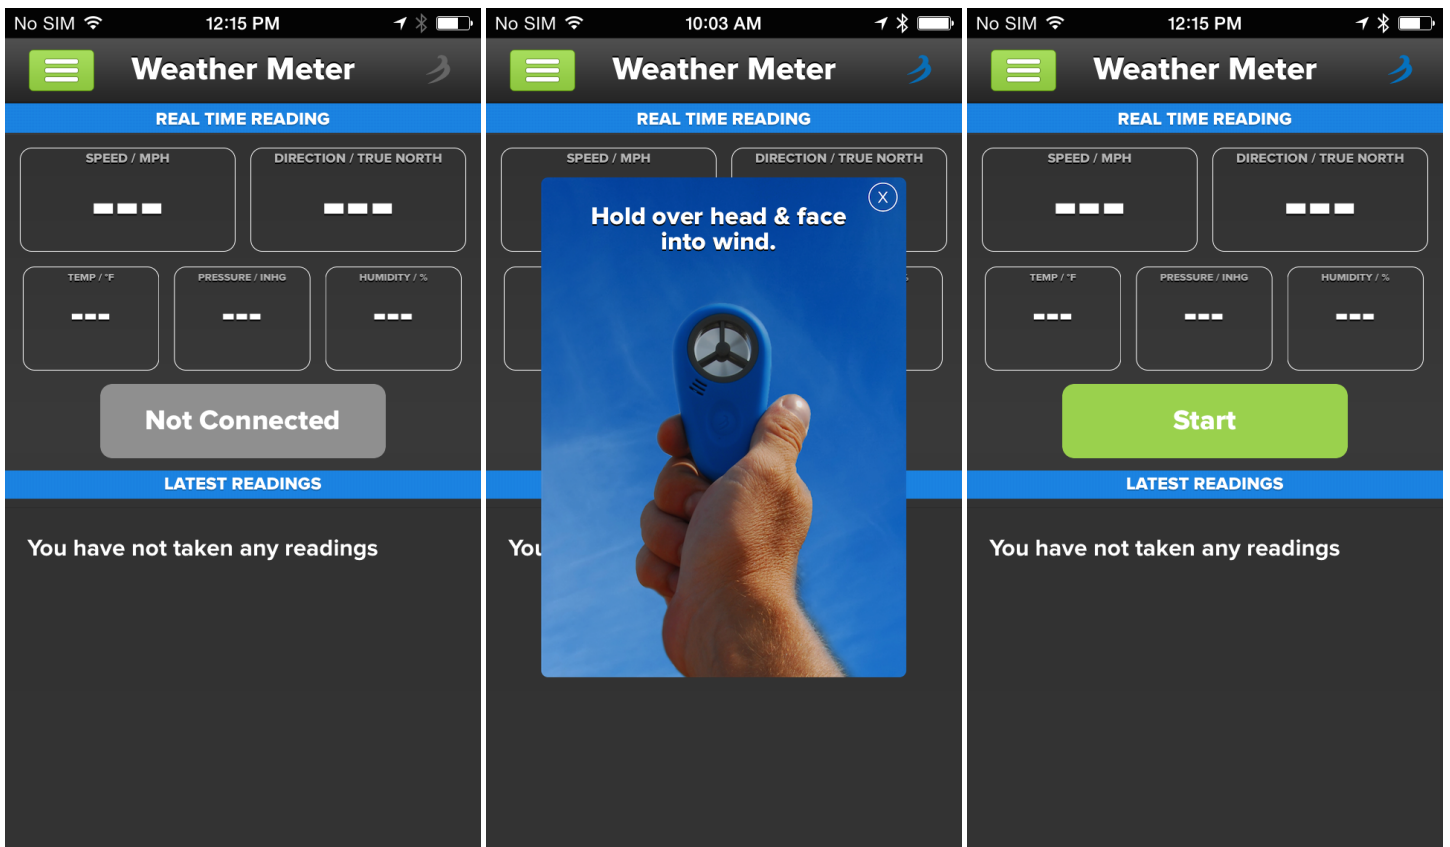 No SIM 12:15 PM
Weather Meter
REAL TIME READING
SPEED / MPH
---
DIRECTION / TRUE NORTH
---
TEMP / °F
---
PRESSURE / INHG
---
HUMIDITY / %
---
Not Connected
LATEST READINGS
You have not taken any readings
No SIM 10:03 AM
Weather Meter
REAL TIME READING
SPEED / MPH
DIRECTION / TRUE NORTH
X
Hold over head & face
into wind.
You
No SIM 12:15 PM
Weather Meter
REAL TIME READING
SPEED / MPH
---
DIRECTION / TRUE NORTH
---
TEMP / °F
---
PRESSURE / INHG
---
HUMIDITY / %
---
Start
LATEST READINGS
You have not taken any readings